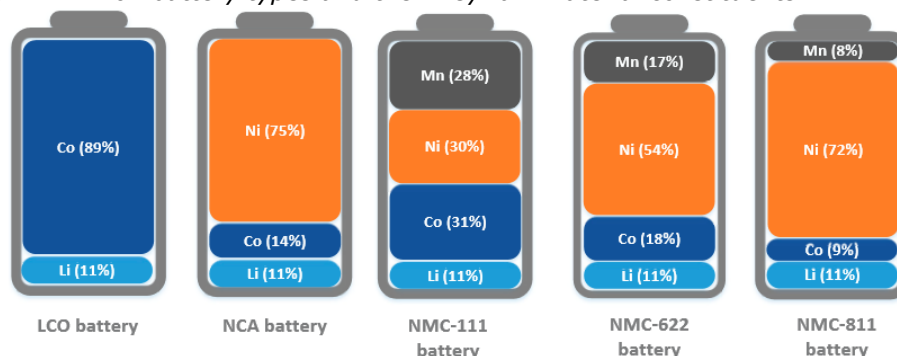 Mn (28%)
Mn (17%)
Mn (8%)
Co (89%)
Ni (75%)
Ni (30%)
Ni (54%)
Ni (72%)
Co (14%)
Co (31%)
Co (18%)
Co (9%)
Li (11%)
Li (11%)
Li (11%)
Li (11%)
Li (11%)
LCO battery
NCA battery
NMC-111
battery
NMC-622
battery
NMC-811
battery